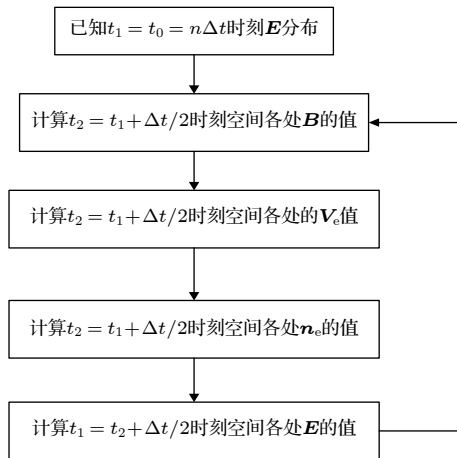 已知t₁ = t₀ = nΔt时刻E分布
计算t₂ = t₁+Δt/2时刻空间各处B的值
计算t₂ = t₁+Δt/2时刻空间各处的Vₑ值
计算t₂ = t₁+Δt/2时刻空间各处nₑ的值
计算t₁ = t₂+Δt/2时刻空间各处E的值